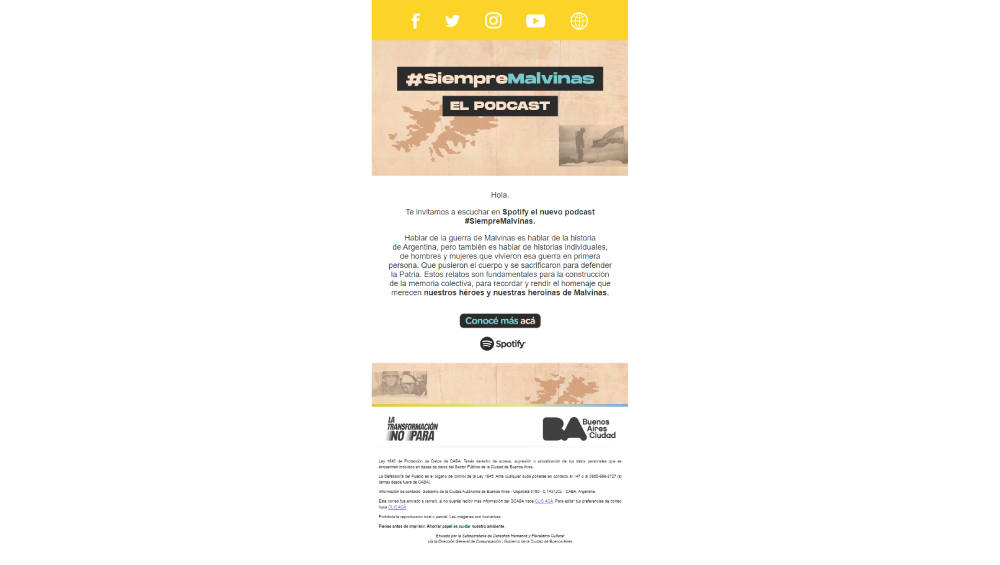 #SiempreMalvinas
EL PODCAST
Hola.
Te invitamos a escuchar en Spotify el nuevo podcast
#SiempreMalvinas.
Hablar de la guerra de Malvinas es hablar de la historia
de Argentina, pero también es hablar de historias individuales,
de hombres y mujeres que vivieron esa guerra en primera
persona. Que pusieron el cuerpo y se sacrificaron para defender
la Patria. Estos relatos son fundamentales para la construcción
de la memoria colectiva, para recordar y rendir el homenaje que
merecen nuestros héroes y nuestras heroínas de Malvinas.
Conocé más acá
Spotify
LA
TRANSFORMACIÓN
NO PARA
BA Buenos
Aires
Ciudad
Ley 1845 de Protección de Datos de CABA. Tenés derecho de acceso, supresión o actualización de tus datos personales que se
encuentren incluidos en bases de datos del Sector Público de la Ciudad de Buenos Aires.
La Defensoría del Pueblo es el órgano de control de la Ley 1845. Ante cualquier duda ponerse en contacto al 147 o al 0800-999-2727 (si
llamás desde fuera de CABA).
Información de contacto: Gobierno de la Ciudad Autónoma de Buenos Aires - Uspallata 3160 - C - CABA, Argentina.
Este correo fue enviado a si no querés recibir más información del GCABA hacé CLIC ACÁ. Para editar tus preferencias de correo
hacé CLIC ACÁ.
Prohibida la reproducción total o parcial. Las imágenes son ilustrativas.
Piense antes de imprimir. Ahorrar papel es cuidar nuestro ambiente.
Enviado por la Subsecretaría de Derechos Humanos y Pluralismo Cultural
vía la Dirección General de Comunicación | Gobierno de la Ciudad de Buenos Aires